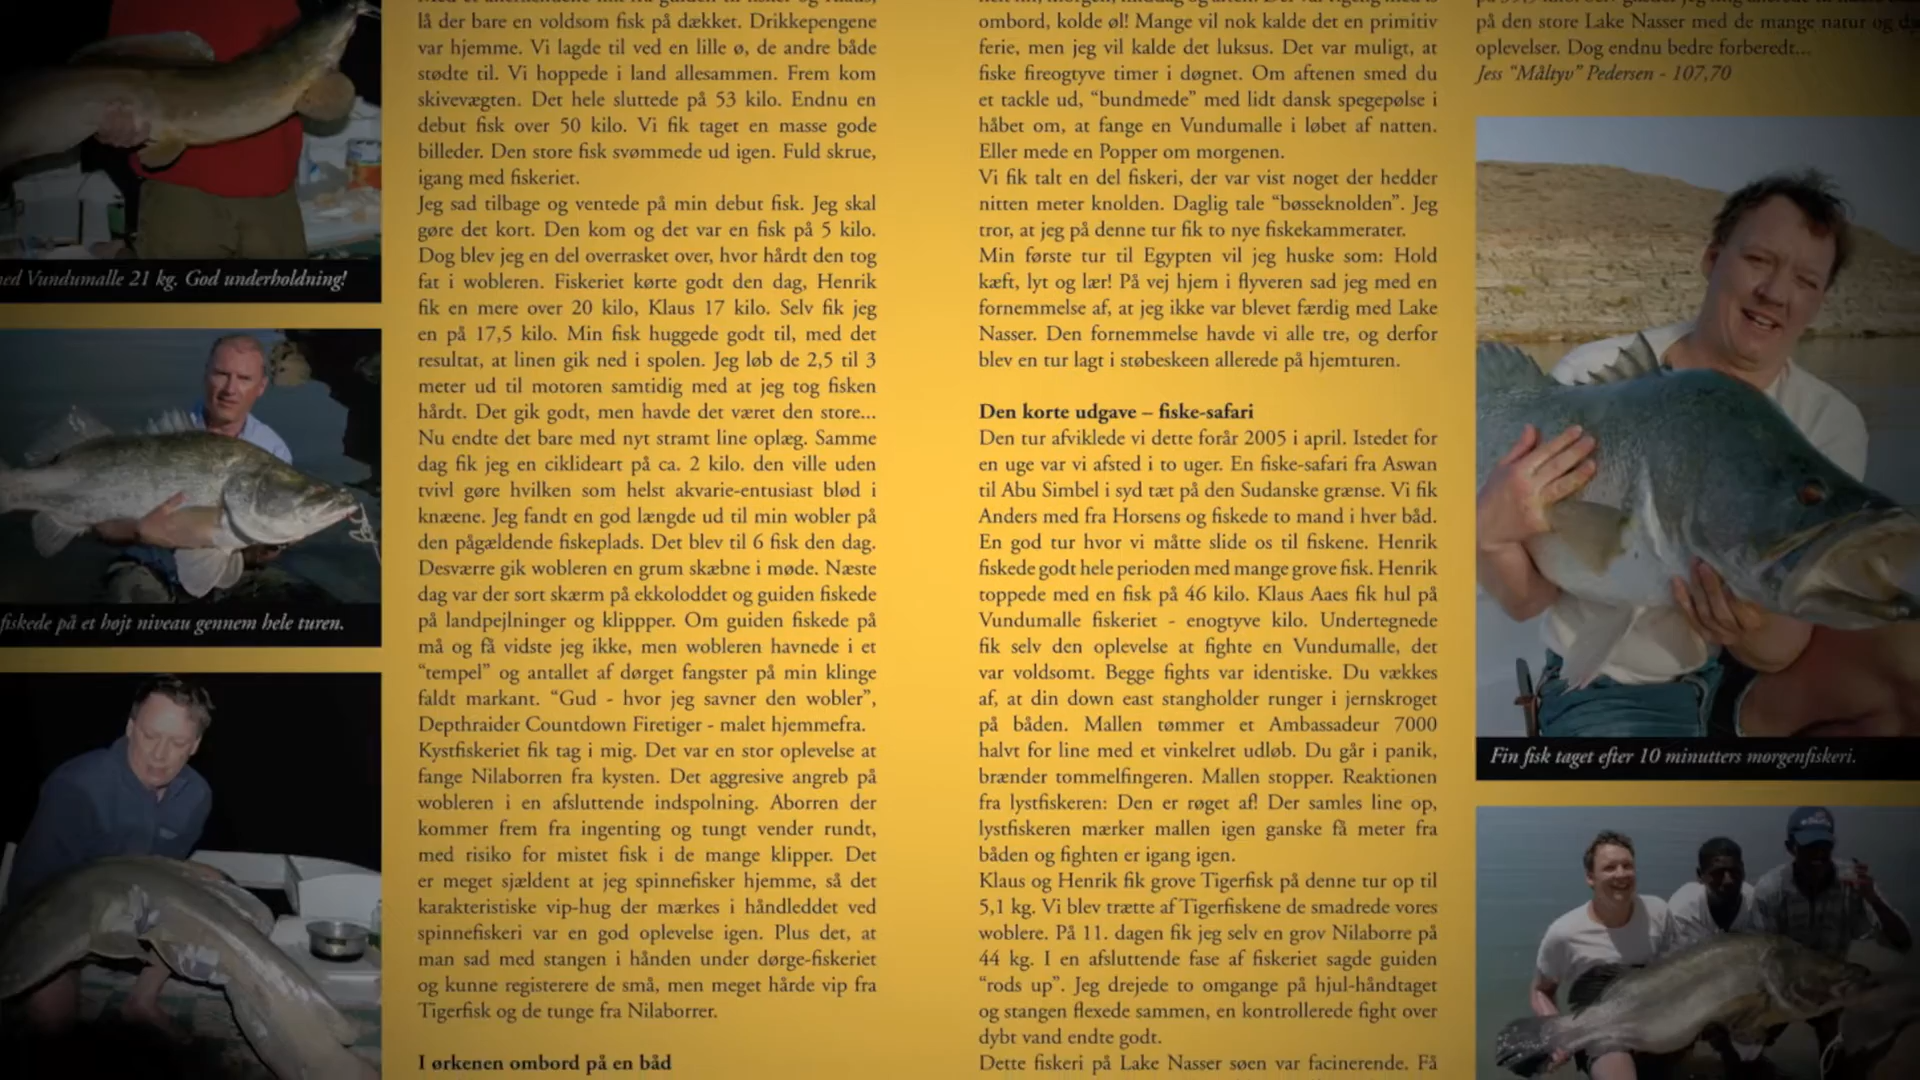 ed Vundumalle 21 kg. God underholdning!
fiskede på et højt niveau gennem hele turen.
lå der bare en voldsom fisk på dækket. Drikkepengene
var hjemme. Vi lagde til ved en lille ø, de andre både
stødte til. Vi hoppede i land allesammen. Frem kom
skivevægten. Det hele sluttede på 53 kilo. Endnu en
debut fisk over 50 kilo. Vi fik taget en masse gode
billeder. Den store fisk svømmede ud igen. Fuld skrue,
igang med fiskeriet.
Jeg sad tilbage og ventede på min debut fisk. Jeg skal
gøre det kort. Den kom og det var en fisk på 5 kilo.
Dog blev jeg en del overrasket over, hvor hårdt den tog
fat i wobleren. Fiskeriet kørte godt den dag, Henrik
fik en mere over 20 kilo, Klaus 17 kilo. Selv fik jeg
en på 17,5 kilo. Min fisk huggede godt til, med det
resultat, at linen gik ned i spolen. Jeg løb de 2,5 til 3
meter ud til motoren samtidig med at jeg tog fisken
hårdt. Det gik godt, men havde det været den store...
Nu endte det bare med nyt stramt line oplæg. Samme
dag fik jeg en ciklideart på ca. 2 kilo. den ville uden
tvivl gøre hvilken som helst akvarie-entusiast blød i
knæene. Jeg fandt en god længde ud til min wobler på
den pågældende fiskeplads. Det blev til 6 fisk den dag.
Desværre gik wobleren en grum skæbne i møde. Næste
dag var der sort skærm på ekkoloddet og guiden fiskede
på landpejlninger og klippper. Om guiden fiskede på
må og få vidste jeg ikke, men wobleren havnede i et
“tempel” og antallet af dørget fangster på min klinge
faldt markant. “Gud - hvor jeg savner den wobler”,
Depthraider Countdown Firetiger - malet hjemmefra.
Kystfiskeriet fik tag i mig. Det var en stor oplevelse at
fange Nilaborren fra kysten. Det aggresive angreb på
wobleren i en afsluttende indspolning. Aborren der
kommer frem fra ingenting og tungt vender rundt,
med risiko for mistet fisk i de mange klipper. Det
er meget sjældent at jeg spinnefisker hjemme, så det
karakteristiske vip-hug der mærkes i håndleddet ved
spinnefiskeri var en god oplevelse igen. Plus det, at
man sad med stangen i hånden under dørge-fiskeriet
og kunne registerere de små, men meget hårde vip fra
Tigerfisk og de tunge fra Nilaborrer.
I ørkenen ombord på en båd
ombord, kolde øl! Mange vil nok kalde det en primitiv
ferie, men jeg vil kalde det luksus. Det var muligt, at
fiske fireogtyve timer i døgnet. Om aftenen smed du
et tackle ud, “bundmede” med lidt dansk spegepølse i
håbet om, at fange en Vundumalle i løbet af natten.
Eller mede en Popper om morgenen.
Vi fik talt en del fiskeri, der var vist noget der hedder
nitten meter knolden. Daglig tale “bøsseknolden”. Jeg
tror, at jeg på denne tur fik to nye fiskekammerater.
Min første tur til Egypten vil jeg huske som: Hold
kæft, lyt og lær! På vej hjem i flyveren sad jeg med en
fornemmelse af, at jeg ikke var blevet færdig med Lake
Nasser. Den fornemmelse havde vi alle tre, og derfor
blev en tur lagt i støbeskeen allerede på hjemturen.
Den korte udgave – fiske-safari
Den tur afviklede vi dette forår 2005 i april. Istedet for
en uge var vi afsted i to uger. En fiske-safari fra Aswan
til Abu Simbel i syd tæt på den Sudanske grænse. Vi fik
Anders med fra Horsens og fiskede to mand i hver båd.
En god tur hvor vi måtte slide os til fiskene. Henrik
fiskede godt hele perioden med mange grove fisk. Henrik
toppede med en fisk på 46 kilo. Klaus Aaes fik hul på
Vundumalle fiskeriet - enogtyve kilo. Undertegnede
fik selv den oplevelse at fighte en Vundumalle, det
var voldsomt. Begge fights var identiske. Du vækkes
af, at din down east stangholder runger i jernskroget
på båden. Mallen tømmer et Ambassadeur 7000
halvt for line med et vinkelret udløb. Du går i panik,
brænder tommelfingeren. Mallen stopper. Reaktionen
fra lystfiskeren: Den er røget af! Der samles line op,
lystfiskeren mærker mallen igen ganske få meter fra
båden og fighten er igang igen.
Klaus og Henrik fik grove Tigerfisk på denne tur op til
5,1 kg. Vi blev trætte af Tigerfiskene de smadrede vores
woblere. På 11. dagen fik jeg selv en grov Nilaborre på
44 kg. I en afsluttende fase af fiskeriet sagde guiden
“rods up”. Jeg drejede to omgange på hjul-håndtaget
og stangen flexede sammen, en kontrollerede fight over
dybt vand endte godt.
Dette fiskeri på Lake Nasser søen var facinerende. Få
på den store Lake Nasser med de mange natur og
oplevelser. Dog endnu bedre forberedt...
Jess “Måltyv” Pedersen - 107,70
Fin fisk taget efter 10 minutters morgenfiskeri.